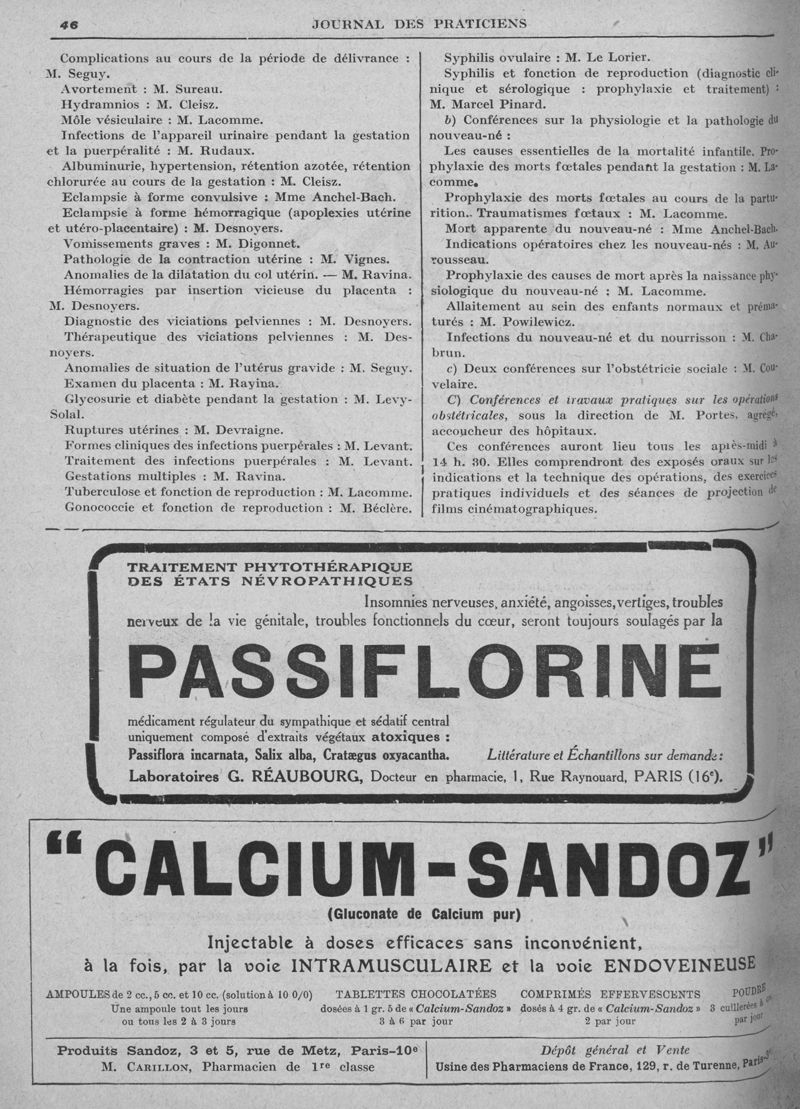 46
JOURNAL DES PRATICIENS
Complications au cours de la période de délivrance :
M. Seguy.
Avortement : M. Sureau.
Hydramnios : M. Cleisz.
Môle vésiculaire : M. Lacomme.
Infections de l'appareil urinaire pendant la gestation
et la puerpéralité : M. Rudaux.
Albuminurie, hypertension, rétention azotée, rétention
chlorurée au cours de la gestation : M. Cleisz.
Eclampsie à forme convulsive : Mme Anchel-Bach.
Eclampsie à forme hémorragique (apoplexies utérine
et utéro-placentaire) : M. Desnoyers.
Vomissements graves : M. Digonnet.
Pathologie de la contraction utérine : M. Vignes.
Anomalies de la dilatation du col utérin. — M. Ravina.
Hémorragies par insertion vicieuse du placenta :
M. Desnoyers.
Diagnostic des viciations pelviennes : M. Desnoyers.
Thérapeutique des viciations pelviennes : M. Des-
noyers.
Anomalies de situation de l'utérus gravide : M. Seguy.
Examen du placenta : M. Rayina.
Glycosurie et diabète pendant la gestation : M. Levy-
Solal.
Ruptures utérines : M. Devraigne.
Formes cliniques des infections puerpérales : M. Levant.
Traitement des infections puerpérales : M. Levant.
Gestations multiples : M. Ravina.
Tuberculose et fonction de reproduction : M. Lacomme.
Gonococcie et fonction de reproduction : M. Béclère.
Syphilis ovulaire : M. Le Lorier.
Syphilis et fonction de reproduction (diagnostic cli-
nique et sérologique : prophylaxie et traitement) :
M. Marcel Pinard.
b) Conférences sur la physiologie et la pathologie du
nouveau-né :
Les causes essentielles de la mortalité infantile. Pro-
phylaxie des morts fœtales pendant la gestation : M. La-
comme.
Prophylaxie des morts fœtales au cours de la partu-
rition.. Traumatismes fœtaux : M. Lacomme.
Mort apparente du nouveau-né : Mme Anchel-Bach.
Indications opératoires chez les nouveau-nés : M. Au-
rousseau.
Prophylaxie des causes de mort après la naissance phy-
siologique du nouveau-né : M. Lacomme.
Allaitement au sein des enfants normaux et préma-
turés : M. Powilewicz.
Infections du nouveau-né et du nourrisson : M. Cha-
brun.
c) Deux conférences sur l'obstétricie sociale : M. Cou-
velaire.
C) Conférences et travaux pratiques sur les opérations
obstétricales, sous la direction de M. Portes, agrégé,
accoucheur des hôpitaux.
Ces conférences auront lieu tous les après-midi à
14 h. 30. Elles comprendront des exposés oraux sur les
indications et la technique des opérations, des exercices
pratiques individuels et des séances de projection de
films cinématographiques.
TRAITEMENT PHYTOTHÉRAPIQUE
DES ÉTATS NÉVROPATHIQUES
Insomnies nerveuses, anxiété, angoisses, vertiges, troubles
nerveux de la vie génitale, troubles fonctionnels du cœur, seront toujours soulagés par la
PASSIFLORINE
médicament régulateur du sympathique et sédatif central
uniquement composé d'extraits végétaux atoxiques :
Passiflora incarnata, Salix alba, Cratægus oxyacantha.
Littérature et Échantillons sur demande :
Laboratoires G. RÉAUBOURG, Docteur en pharmacie, 1, Rue Raynouard, PARIS (16e).
"CALCIUM-SANDOZ"
(Gluconate de Calcium pur)
Injectable à doses efficaces sans inconvénient,
à la fois, par la voie INTRAMUSCULAIRE et la voie ENDOVEINEUSE
AMPOULES de 2 cc., 5 cc. et 10 cc. (solution à 10 0/0)
Une ampoule tout les jours
ou tous les 2 à 3 jours
TABLETTES CHOCOLATÉES
dosées à 1 gr. 5 de « Calcium-Sandoz »
3 à 6 par jour
COMPRIMÉS EFFERVESCENTS
dosés à 4 gr. de « Calcium-Sandoz »
2 par jour
POUDRE
3 cuillerées à
par jour
Produits Sandoz, 3 et 5, rue de Metz, Paris-10e
M. CARILLON, Pharmacien de 1re classe
Dépôt général et Vente
Usine des Pharmaciens de France, 129, r. de Turenne, Paris-3e